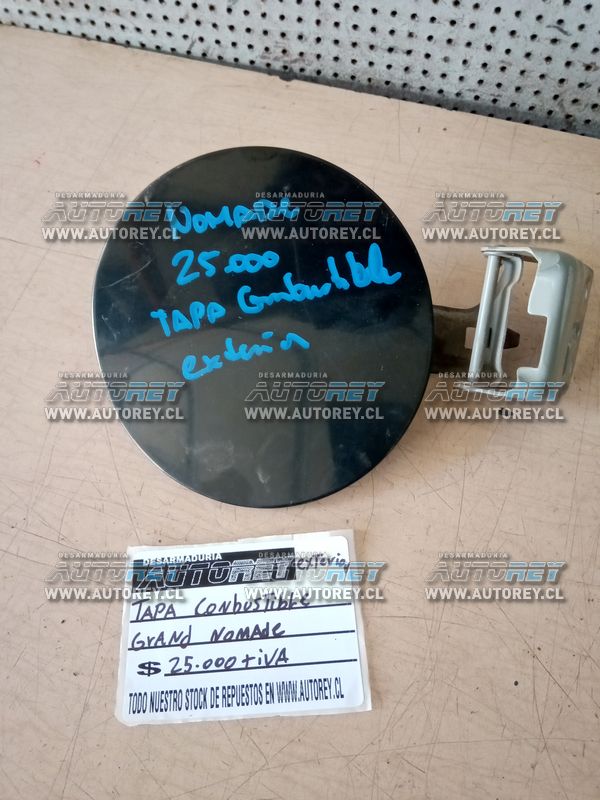 NOMADE
25.000
TAPA Combustible
exterior
DESARMADURIA
AUTOREY
exterior
TAPA COMBUSTIBLE
GRAND NOMADE
$ 25.000 + iVA
TODO NUESTRO STOCK DE REPUESTOS EN WWW.AUTOREY.CL
DESARMADURIA
AUTOREY
WWW.AUTOREY.CL